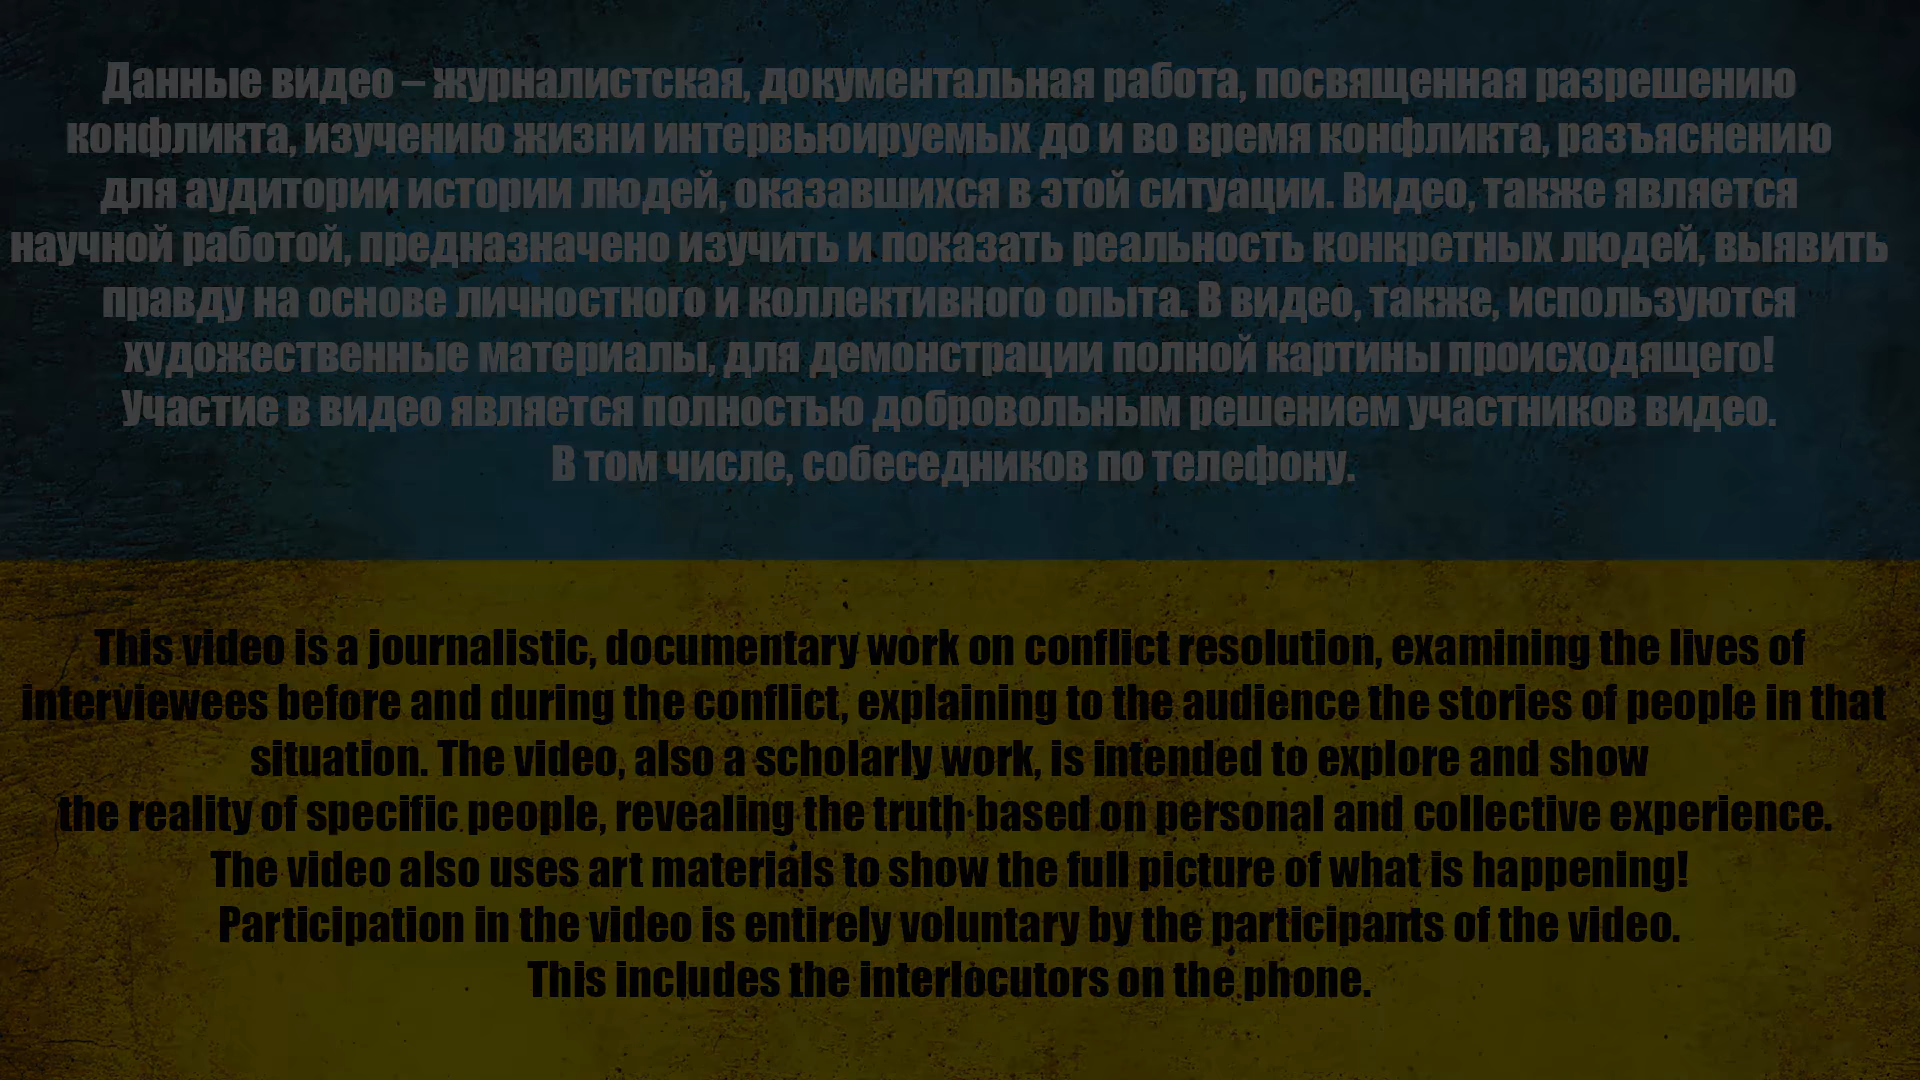 Данные видео – журналистская, документальная работа, посвященная разрешению
конфликта, изучению жизни интервьюируемых до и во время конфликта, разъяснению
для аудитории истории людей, оказавшихся в этой ситуации. Видео, также является
научной работой, предназначено изучить и показать реальность конкретных людей, выявить
правду на основе личностного и коллективного опыта. В видео, также, используются
художественные материалы, для демонстрации полной картины происходящего!
Участие в видео является полностью добровольным решением участников видео.
В том числе, собеседников по телефону.
This video is a journalistic, documentary work on conflict resolution, examining the lives of
interviewees before and during the conflict, explaining to the audience the stories of people in that
situation. The video, also a scholarly work, is intended to explore and show
the reality of specific people, revealing the truth based on personal and collective experience.
The video also uses art materials to show the full picture of what is happening!
Participation in the video is entirely voluntary by the participants of the video.
This includes the interlocutors on the phone.